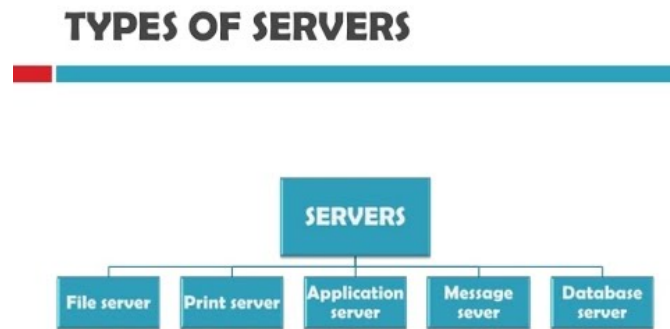 TYPES OF SERVERS
SERVERS
File server
Print server
Application
server
Message
sever
Database
server